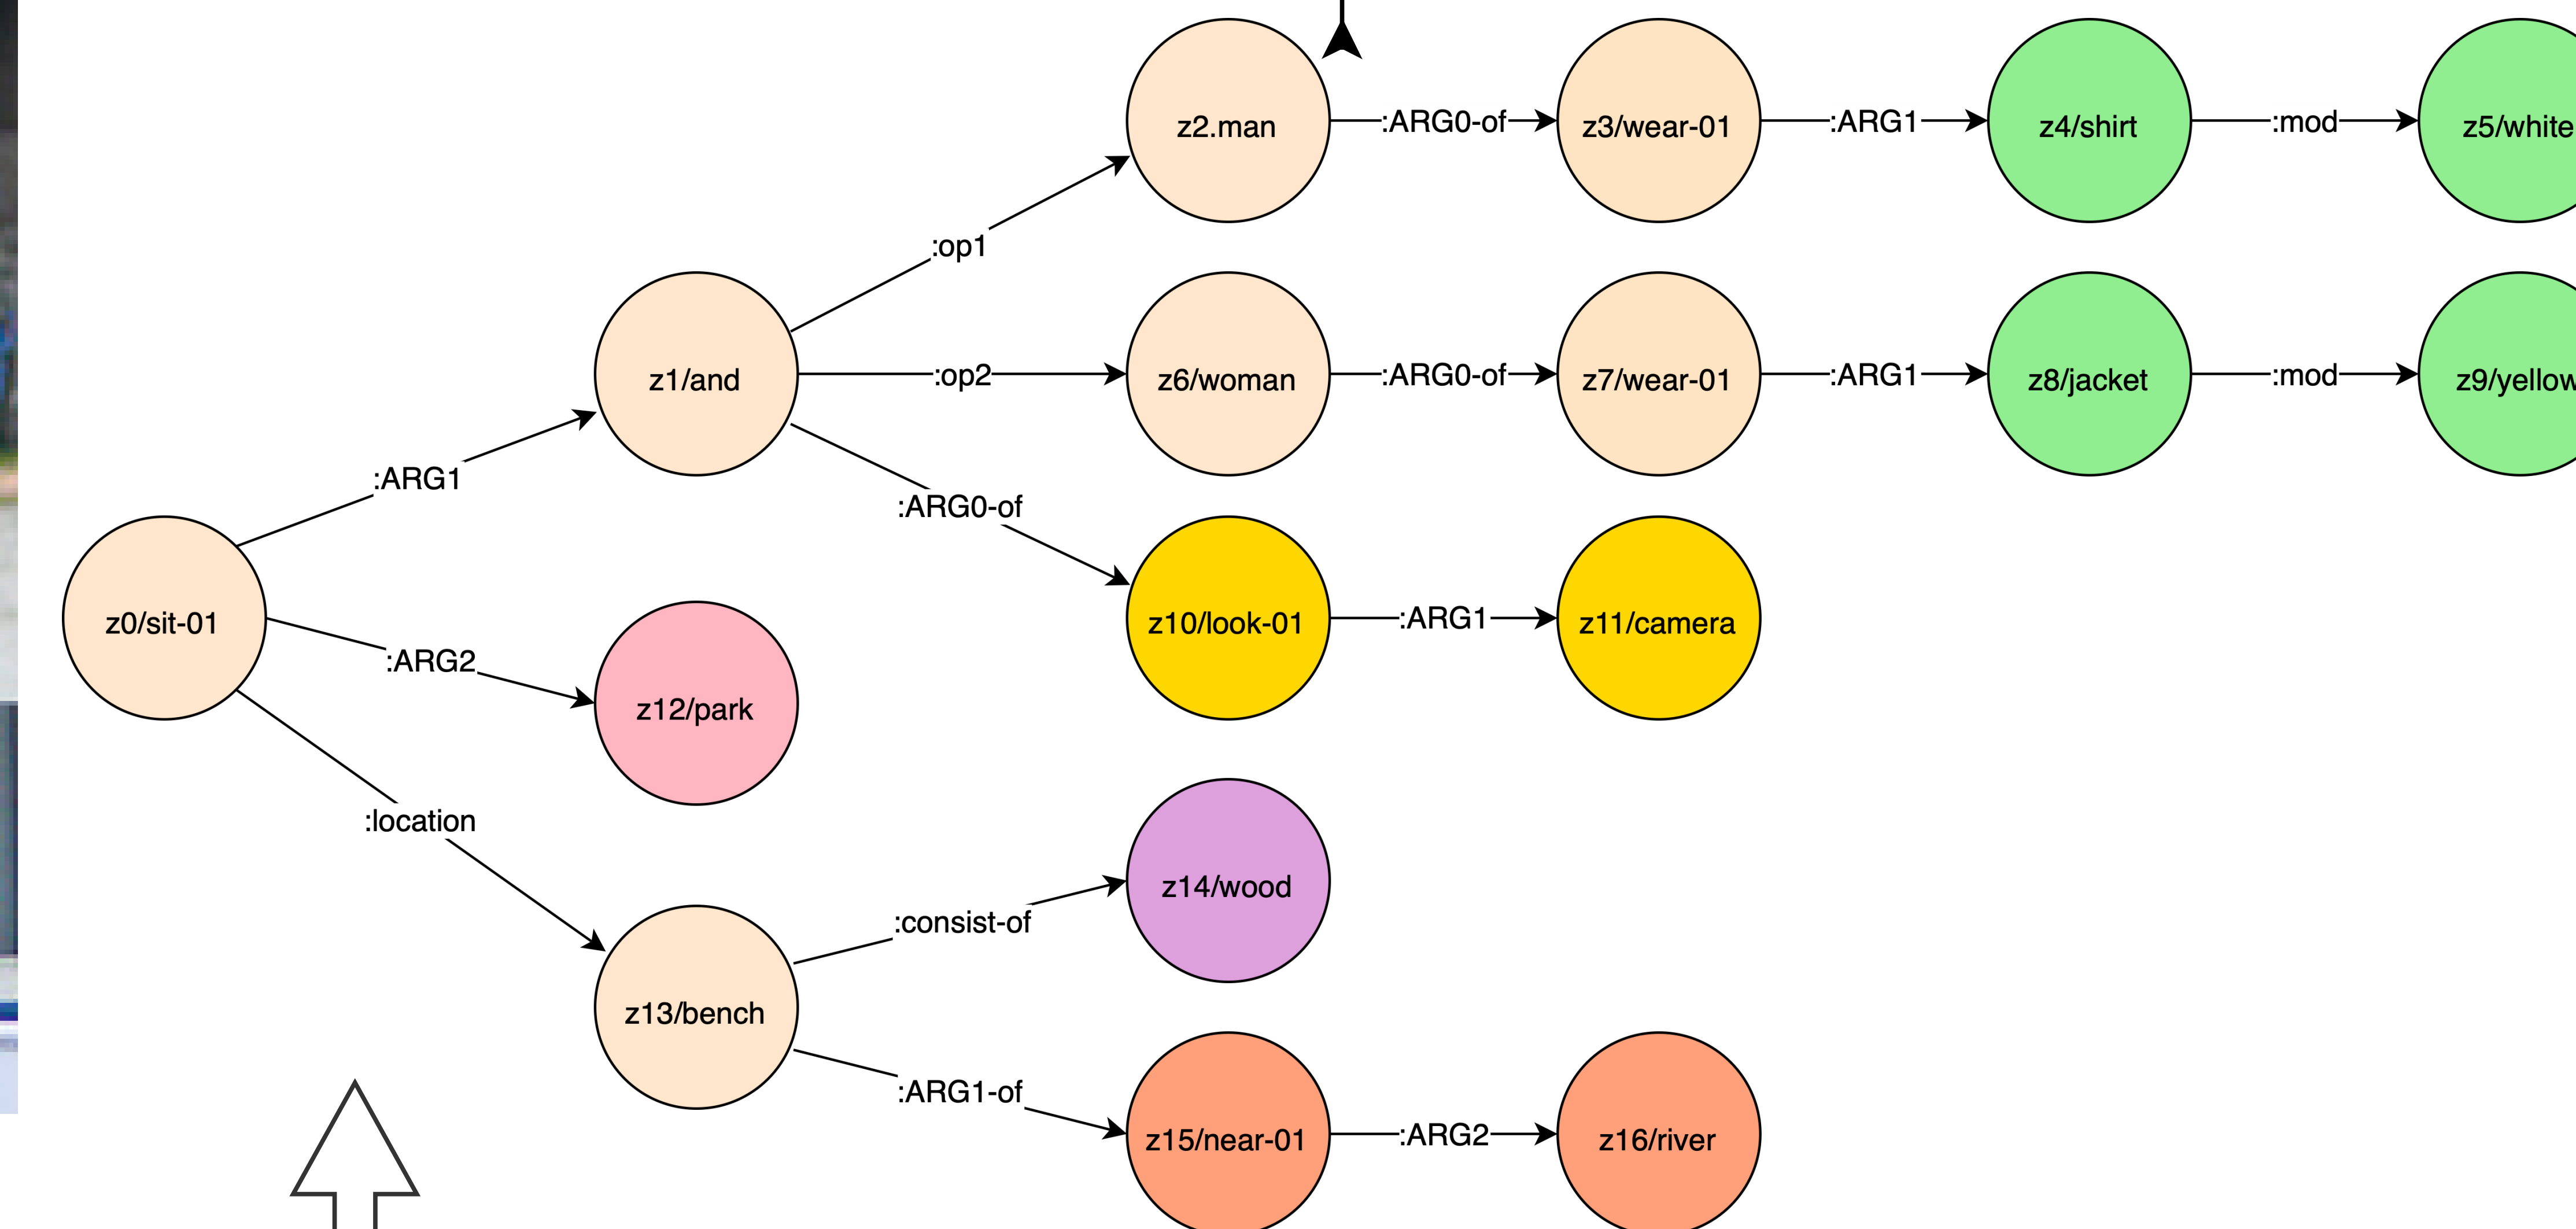 z2.man :ARG0-of z3/wear-01 :ARG1 z4/shirt :mod z5/white
:op1
z1/and :op2 z6/woman :ARG0-of z7/wear-01 :ARG1 z8/jacket :mod z9/yellow
:ARG1
:ARG0-of
z0/sit-01
z10/look-01 :ARG1 z11/camera
:ARG2
z12/park
:location
z14/wood
:consist-of
z13/bench
:ARG1-of
z15/near-01 :ARG2 z16/river